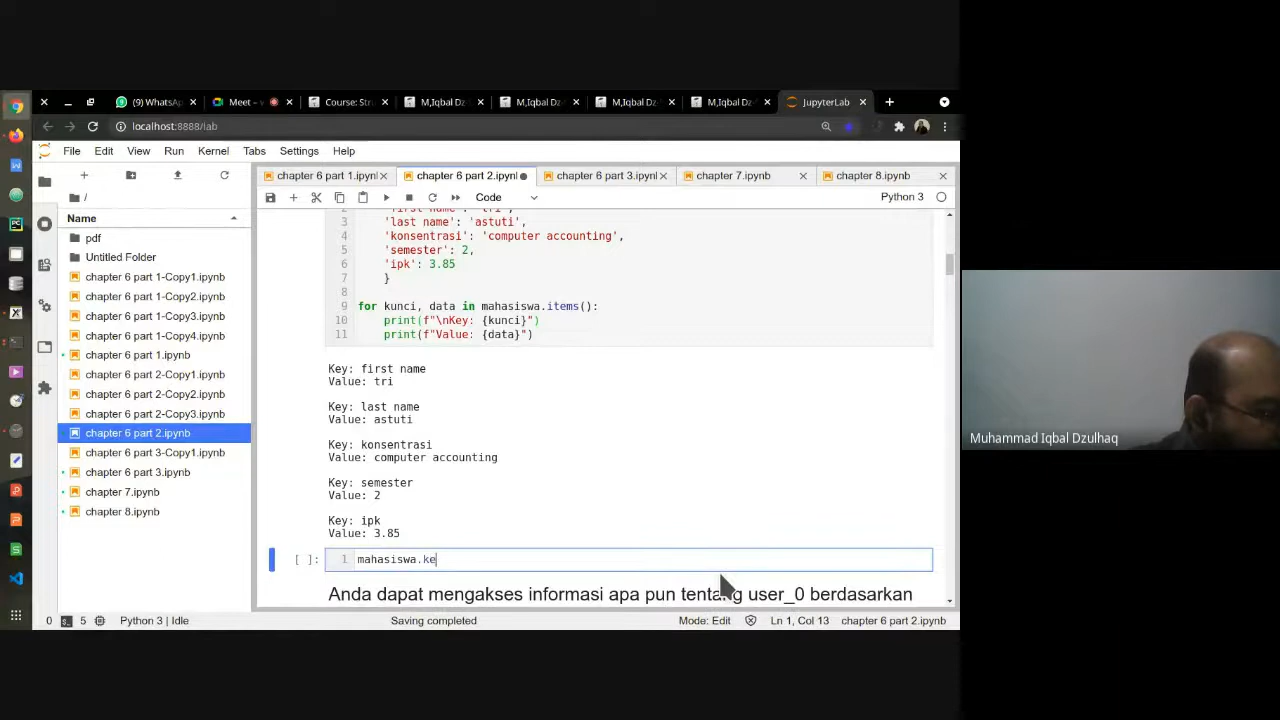 (9) WhatsA
Meet –
Course: Str
M,Iqbal Dz
M,Iqbal Dz
M,Iqbal Dz
M,Iqbal Dz
JupyterLab
localhost:8888/lab
File Edit View Run Kernel Tabs Settings Help
chapter 6 part 1.ipynl
chapter 6 part 2.ipynl
chapter 6 part 3.ipynl
chapter 7.ipynb
chapter 8.ipynb
/
Code
Python 3
Name
pdf
Untitled Folder
chapter 6 part 1-Copy1.ipynb
chapter 6 part 1-Copy2.ipynb
chapter 6 part 1-Copy3.ipynb
chapter 6 part 1-Copy4.ipynb
chapter 6 part 1.ipynb
chapter 6 part 2-Copy1.ipynb
chapter 6 part 2-Copy2.ipynb
chapter 6 part 2-Copy3.ipynb
chapter 6 part 2.ipynb
chapter 6 part 3-Copy1.ipynb
chapter 6 part 3.ipynb
chapter 7.ipynb
chapter 8.ipynb
3 'last name': 'astuti',
4 'konsentrasi': 'computer accounting',
5 'semester': 2,
6 'ipk': 3.85
7 }
8
9 for kunci, data in mahasiswa.items():
10 print(f"\nKey: {kunci}")
11 print(f"Value: {data}")
Key: first name
Value: tri
Key: last name
Value: astuti
Key: konsentrasi
Value: computer accounting
Key: semester
Value: 2
Key: ipk
Value: 3.85
[ ]: 1 mahasiswa.ke
Anda dapat mengakses informasi apa pun tentang user_0 berdasarkan
0 5 Python 3 | Idle Saving completed Mode: Edit Ln 1, Col 13 chapter 6 part 2.ipynb
Muhammad Iqbal Dzulhaq